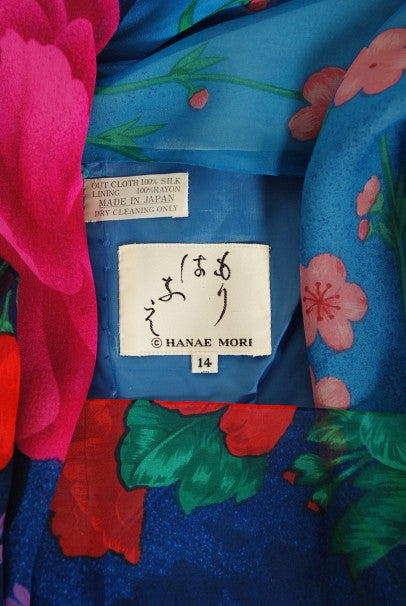 OUT CLOTH 100% SILK
LINING 100% RAYON
MADE IN JAPAN
DRY CLEANING ONLY
もり
はなえ
© HANAE MORI
14